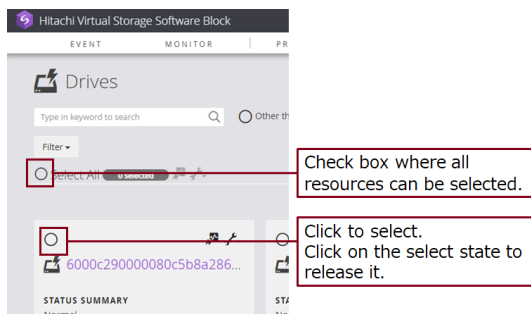 Hitachi Virtual Storage Software Block
EVENT MONITOR PR
Drives
Type in keyword to search Other th
Filter
Select All 0 selected
Check box where all
resources can be selected.
Click to select.
Click on the select state to
release it.
6000c290000080c5b8a286...
STATUS SUMMARY STA
Normal